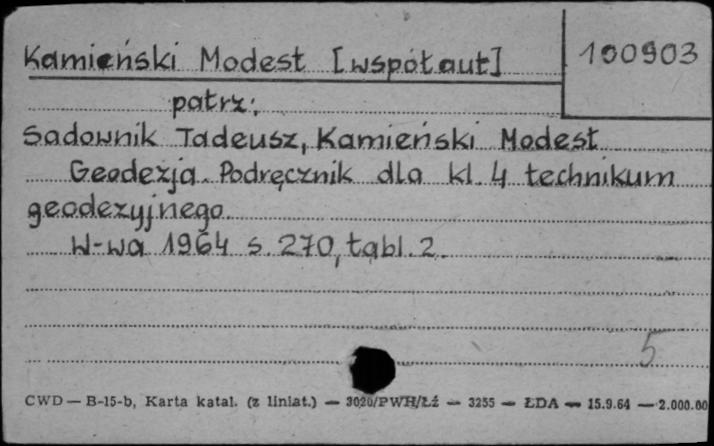 Kamieński Modest [współaut] 100903
patrz:
Sadownik Tadeusz, Kamieński Modest
Geodezja. Podręcznik dla kl. 4 technikum
geodezyjnego.
W-wa 1964 s. 270, tabl. 2.
5
CWD — B-15-b, Karta katal. (z liniat.) — 3020/PWH/Łź — 3255 — ŁDA — 15.9.64 — 2.000.00